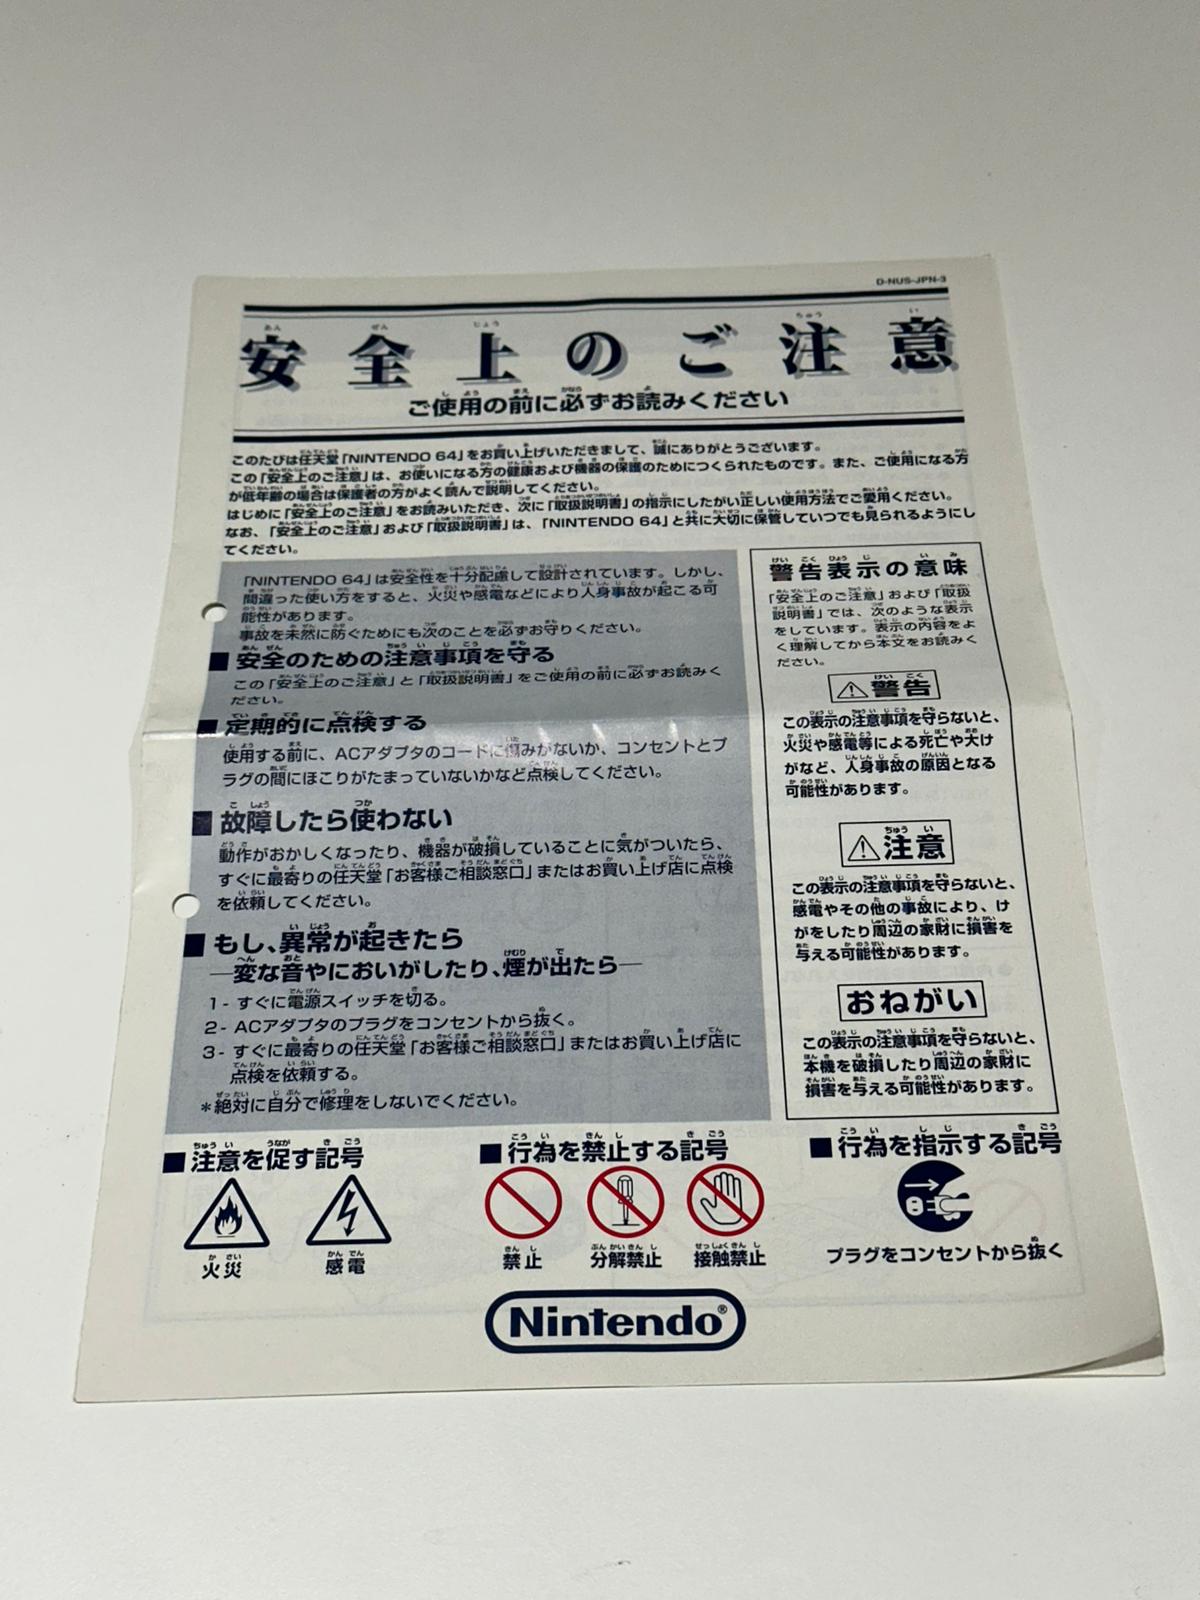 D-NUS-JPN-3
安全上のご注意
ご使用の前に必ずお読みください
このたびは任天堂「NINTENDO 64」をお買い上げいただきまして、誠にありがとうございます。
この「安全上のご注意」は、お使いになる方の健康および機器の保護のためにつくられたものです。また、ご使用になる方
が低年齢の場合は保護者の方がよく読んで説明してください。
はじめに「安全上のご注意」をお読みいただき、次に「取扱説明書」の指示にしたがい正しい使用方法でご愛用ください。
なお、「安全上のご注意」および「取扱説明書」は、「NINTENDO 64」と共に大切に保管していつでも見られるようにし
てください。
「NINTENDO 64」は安全性を十分配慮して設計されています。しかし、
間違った使い方をすると、火災や感電などにより人身事故が起こる可
能性があります。
事故を未然に防ぐためにも次のことを必ずお守りください。
■安全のための注意事項を守る
この「安全上のご注意」と「取扱説明書」をご使用の前に必ずお読みく
ださい。
■定期的に点検する
使用する前に、ACアダプタのコードに傷みがないか、コンセントとプ
ラグの間にほこりがたまっていないかなど点検してください。
■故障したら使わない
動作がおかしくなったり、機器が破損していることに気がついたら、
すぐに最寄りの任天堂「お客様ご相談窓口」またはお買い上げ店に点検
を依頼してください。
■もし、異常が起きたら
―変な音やにおいがしたり、煙が出たら―
1- すぐに電源スイッチを切る。
2- ACアダプタのプラグをコンセントから抜く。
3- すぐに最寄りの任天堂「お客様ご相談窓口」またはお買い上げ店に
点検を依頼する。
*絶対に自分で修理をしないでください。
警告表示の意味
「安全上のご注意」および「取扱
説明書」では、次のような表示
をしています。表示の内容をよ
く理解してから本文をお読みく
ださい。
警告
この表示の注意事項を守らないと、
火災や感電等による死亡や大け
がなど、人身事故の原因となる
可能性があります。
注意
この表示の注意事項を守らないと、
感電やその他の事故により、け
がをしたり周辺の家財に損害を
与える可能性があります。
おねがい
この表示の注意事項を守らないと、
本機を破損したり周辺の家財に
損害を与える可能性があります。
■注意を促す記号
火災
感電
■行為を禁止する記号
禁止
分解禁止
接触禁止
■行為を指示する記号
プラグをコンセントから抜く
Nintendo®